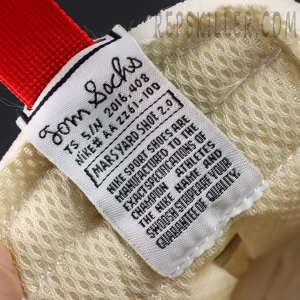 REPSKILLER.COM
Tom Sachs
TS S/N 2016.408
NIKE# AA2261-100
MARS YARD SHOE 2.0
NIKE SPORT SHOES ARE
MANUFACTURED TO THE
EXACT SPECIFICATIONS OF
CHAMPION ATHLETES
THE NIKE NAME AND
SWOOSH STRIPE ARE YOUR
GUARANTEE OF QUALITY.